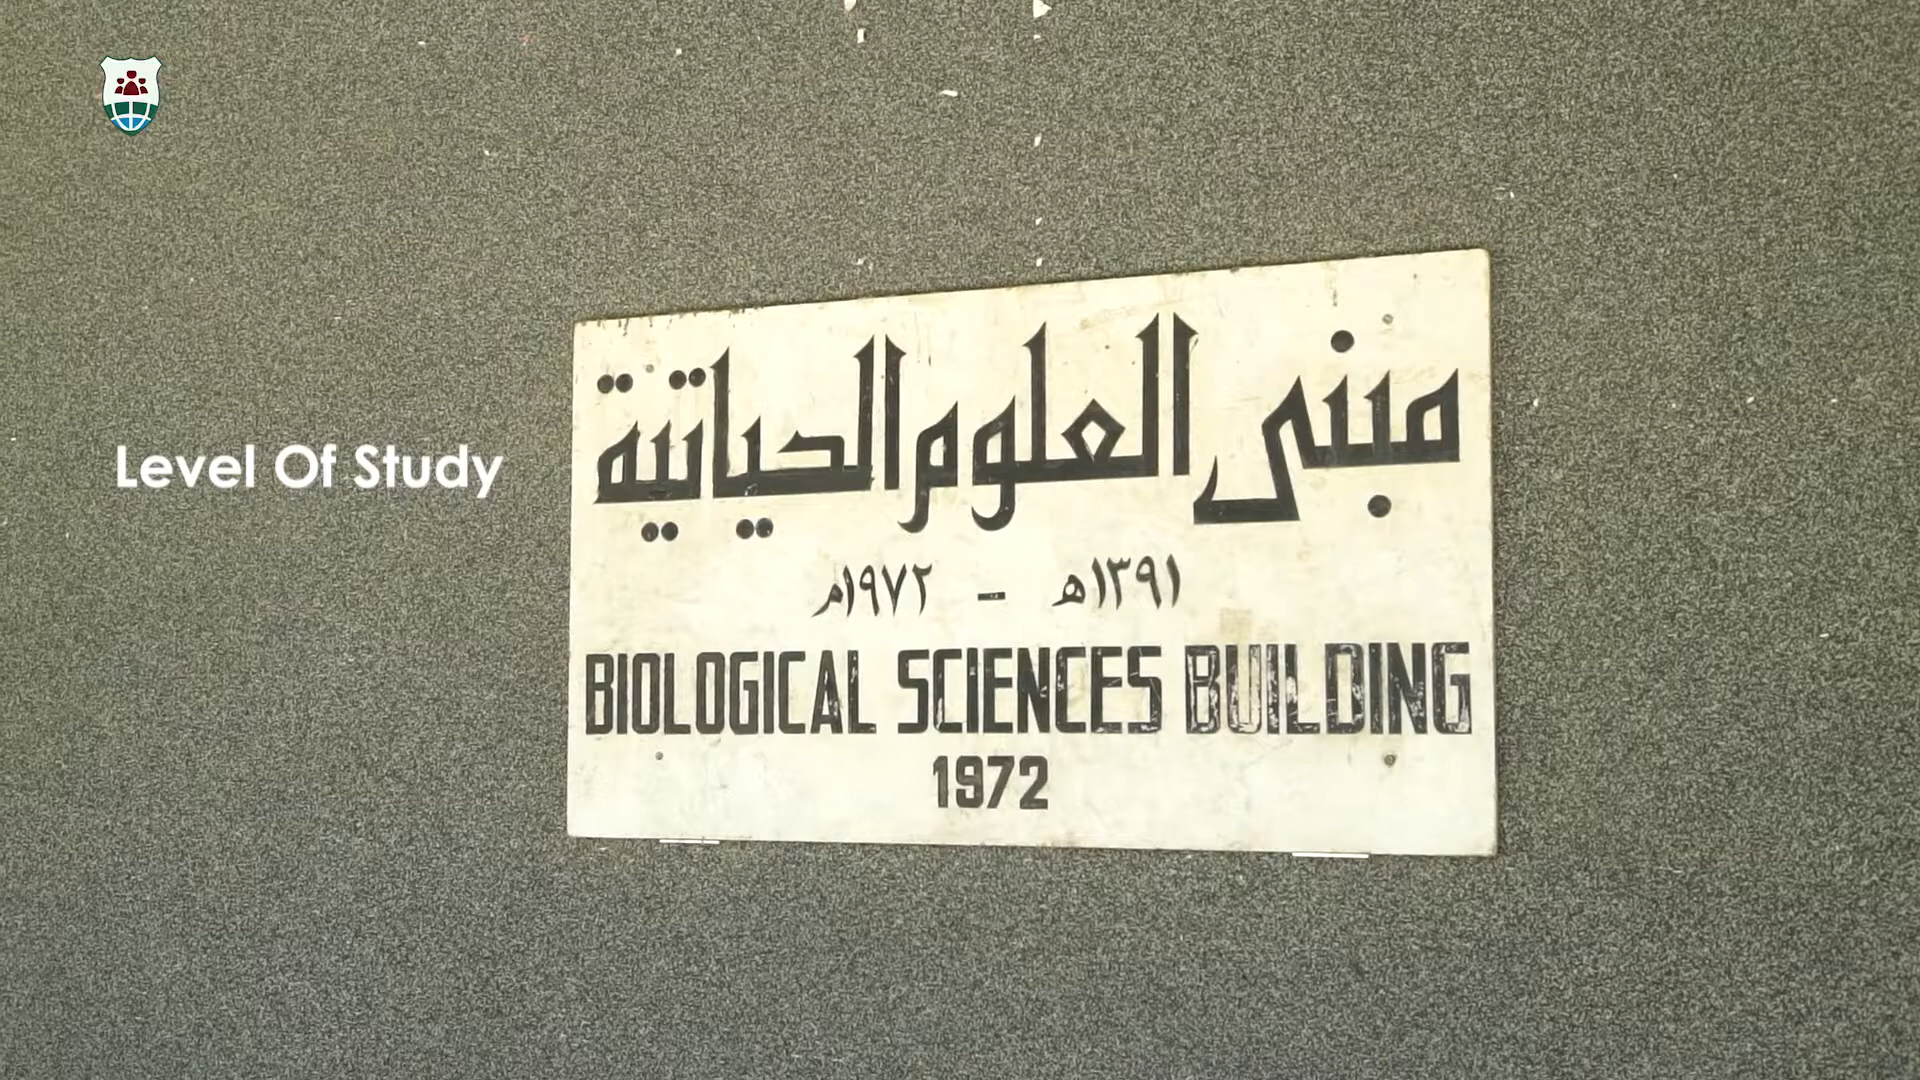 Level Of Study
مبنى العلوم الحياتية
١٣٩١هـ - ١٩٧٢م
BIOLOGICAL SCIENCES BUILDING
1972